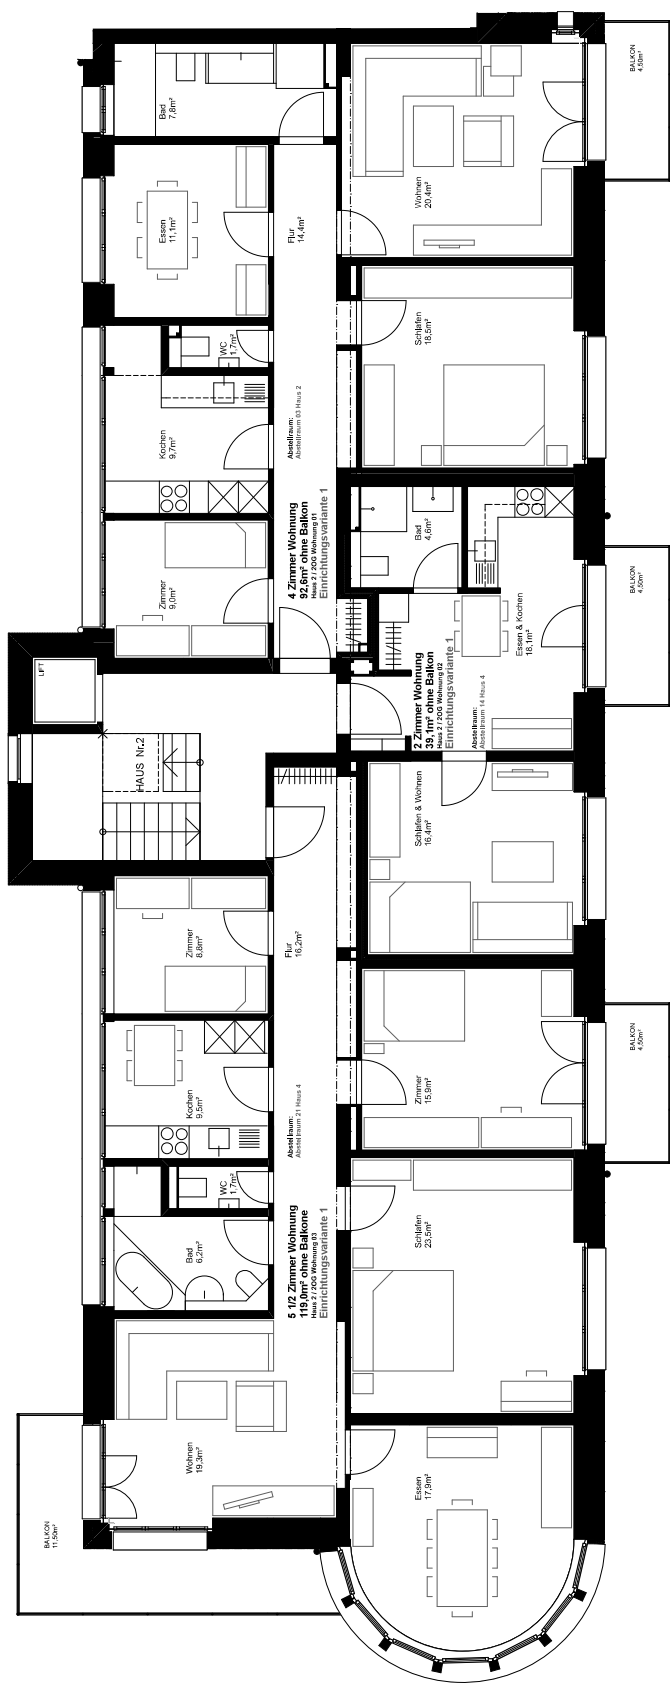 BALKON
4,50m²
Bad
7,8m²
Wohnen
20,4m²
Essen
11,1m²
Flur
14,4m²
WC
1,7m²
Schlafen
18,5m²
Kochen
9,7m²
Abstellraum:
Abstellraum 03 Haus 2
4 Zimmer Wohnung
92,6m² ohne Balkon
Haus 2 / 2OG Wohnung 01
Einrichtungsvariante 1
Bad
4,6m²
Zimmer
9,0m²
BALKON
4,50m²
Essen & Kochen
18,1m²
LIFT
2 Zimmer Wohnung
39,1m² ohne Balkon
Haus 2 / 2OG Wohnung 02
Einrichtungsvariante 1
Abstellraum:
Abstellraum 14 Haus 4
HAUS Nr.2
Schlafen & Wohnen
16,4m²
Zimmer
8,8m²
Flur
16,2m²
BALKON
4,50m²
Kochen
9,5m²
Zimmer
15,9m²
Abstellraum:
Abstellraum 21 Haus 4
WC
1,7m²
Bad
6,2m²
5 1/2 Zimmer Wohnung
119,0m² ohne Balkone
Haus 2 / 2OG Wohnung 03
Einrichtungsvariante 1
Schlafen
23,5m²
Wohnen
19,3m²
Essen
17,9m²
BALKON
11,50m²